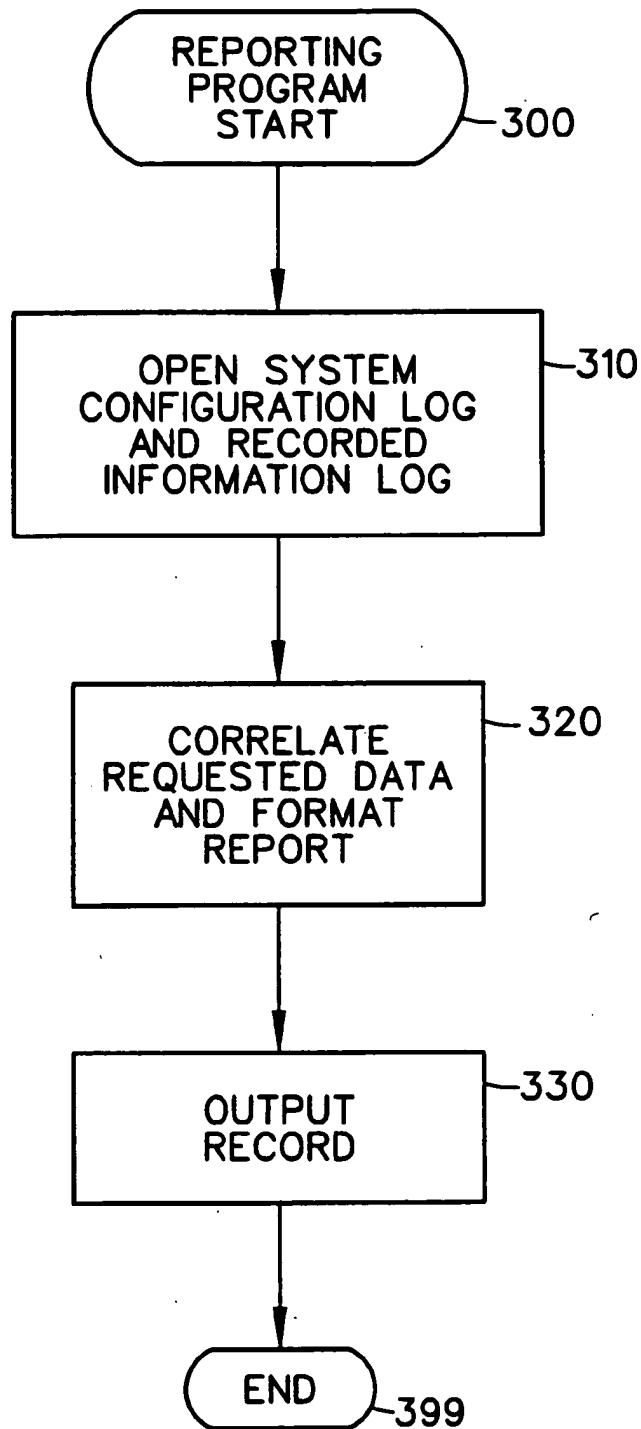 REPORTING
PROGRAM
START
300
OPEN SYSTEM
CONFIGURATION LOG
AND RECORDED
INFORMATION LOG
310
CORRELATE
REQUESTED DATA
AND FORMAT
REPORT
320
OUTPUT
RECORD
330
END
399